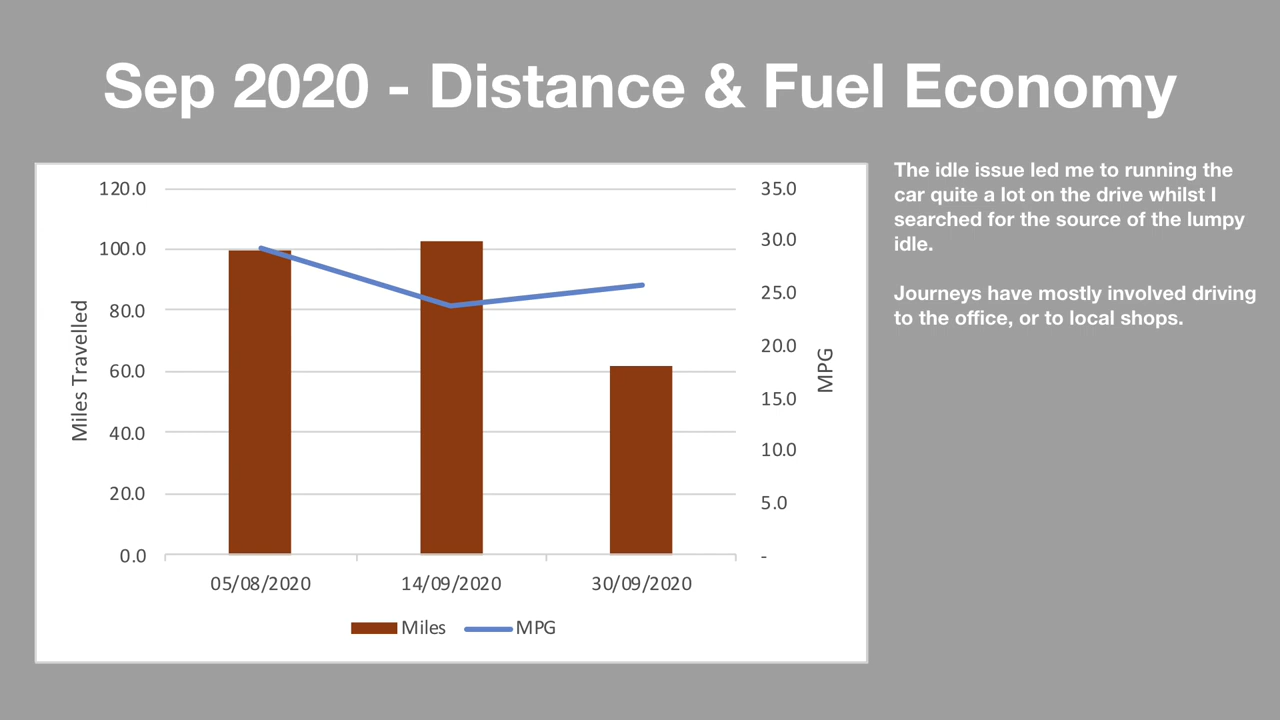 Sep 2020 - Distance & Fuel Economy
The idle issue led me to running the
car quite a lot on the drive whilst I
searched for the source of the lumpy
idle.
Journeys have mostly involved driving
to the office, or to local shops.
Miles Travelled
120.0
100.0
80.0
60.0
40.0
20.0
0.0
35.0
30.0
25.0
20.0
15.0
10.0
5.0
-
MPG
05/08/2020
14/09/2020
30/09/2020
Miles
MPG